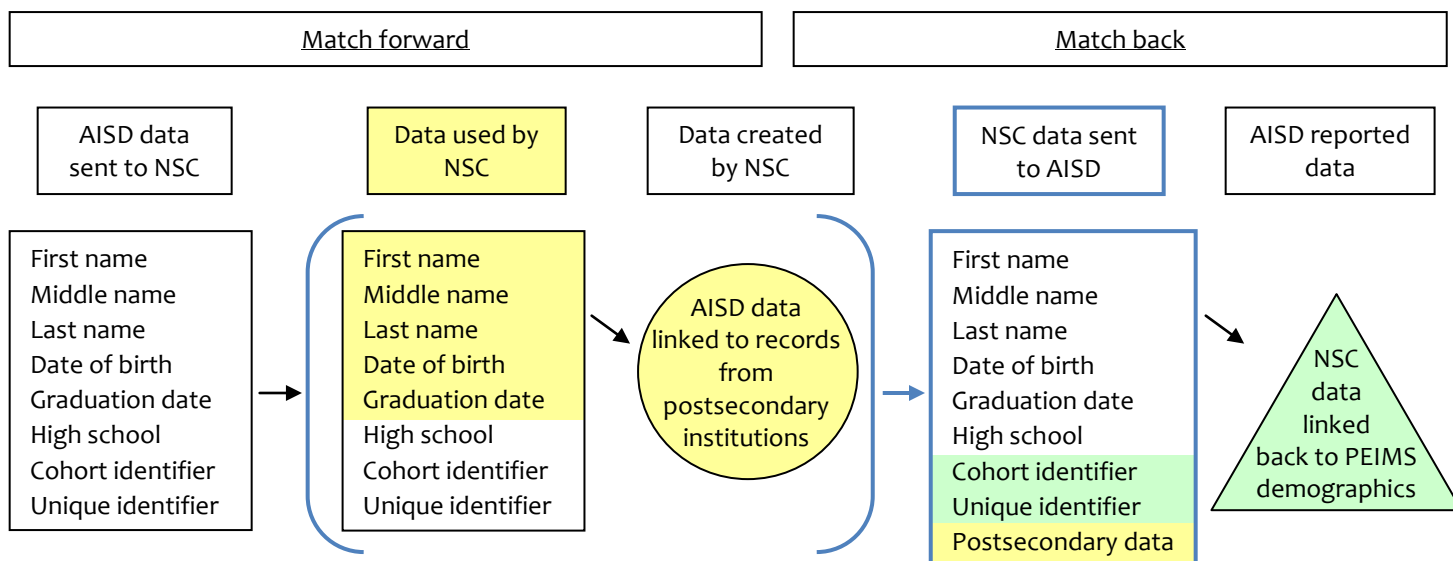 Match forward
Match back
AISD data
sent to NSC
Data used by
NSC
Data created
by NSC
NSC data sent
to AISD
AISD reported
data
First name
Middle name
Last name
Date of birth
Graduation date
High school
Cohort identifier
Unique identifier
First name
Middle name
Last name
Date of birth
Graduation date
High school
Cohort identifier
Unique identifier
AISD data
linked to records
from
postsecondary
institutions
First name
Middle name
Last name
Date of birth
Graduation date
High school
Cohort identifier
Unique identifier
Postsecondary data
NSC
data
linked
back to PEIMS
demographics